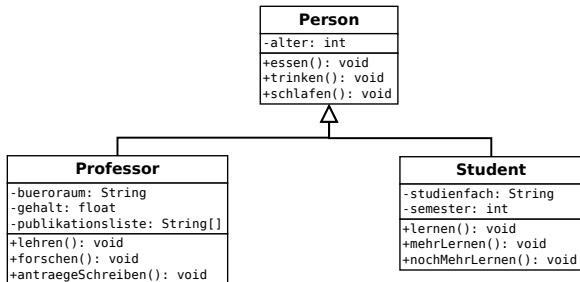 Person
-alter: int
+essen(): void
+trinken(): void
+schlafen(): void
Professor
-bueroraum: String
-gehalt: float
-publikationsliste: String[]
+lehren(): void
+forschen(): void
+antraegeSchreiben(): void
Student
-studienfach: String
-semester: int
+lernen(): void
+mehrLernen(): void
+nochMehrLernen(): void